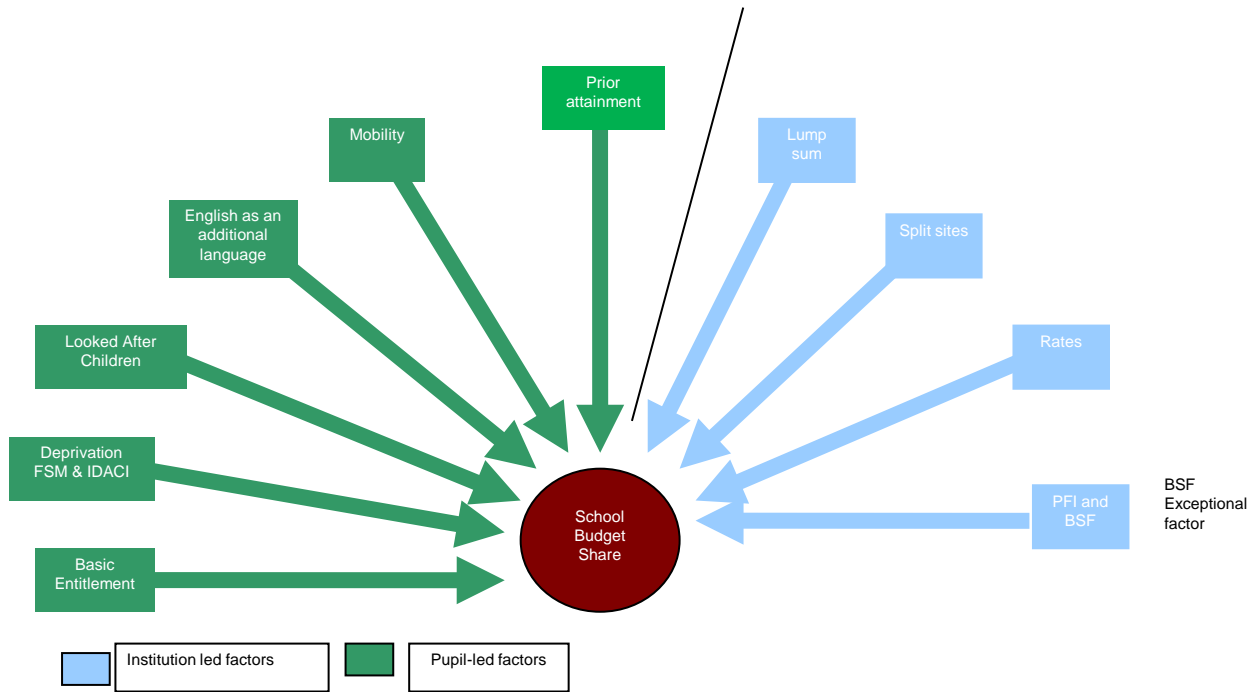 Prior
attainment
Mobility
Lump
sum
English as an
additional
language
Split sites
Looked After
Children
Rates
Deprivation
FSM & IDACI
PFI and
BSF
BSF
Exceptional
factor
School
Budget
Share
Basic
Entitlement
Institution led factors
Pupil-led factors